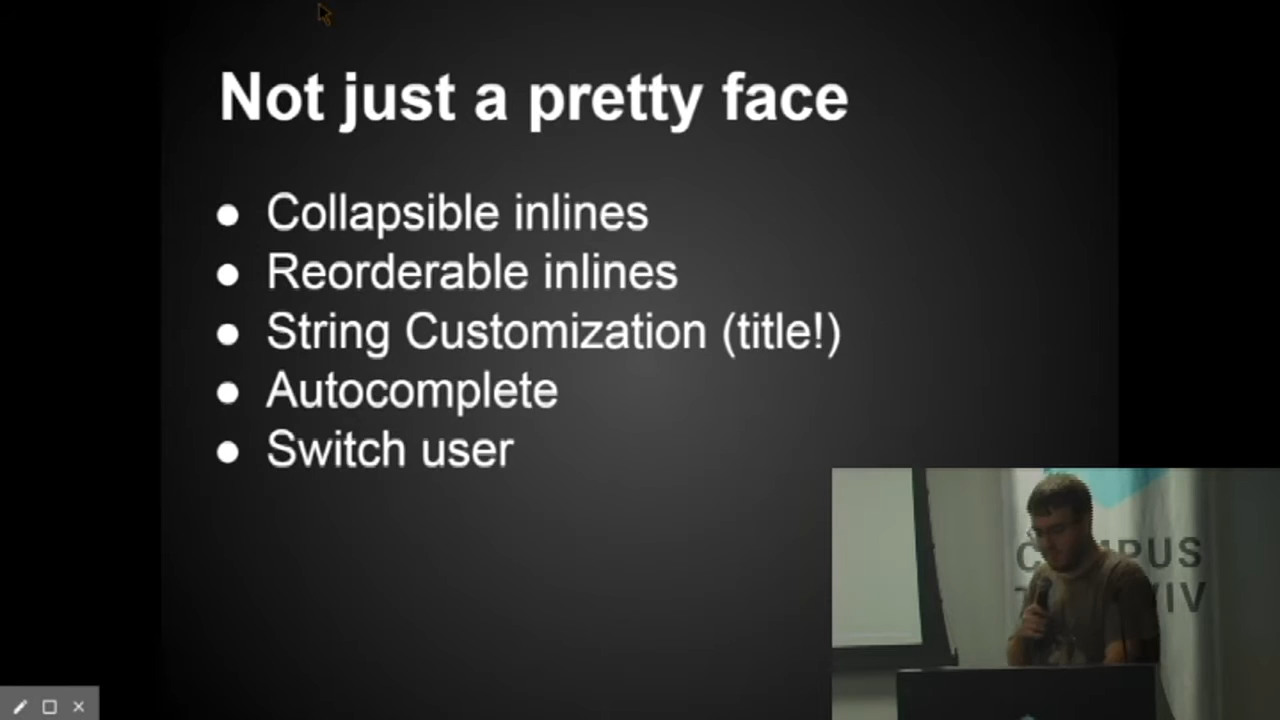 Not just a pretty face
● Collapsible inlines
● Reorderable inlines
● String Customization (title!)
● Autocomplete
● Switch user